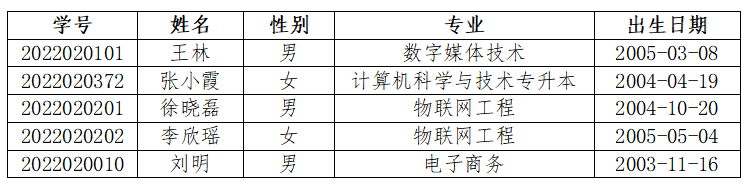 学号 姓名 性别 专业 出生日期
2022020101 王林 男 数字媒体技术 2005-03-08
2022020372 张小霞 女 计算机科学与技术专升本 2004-04-19
2022020201 徐晓磊 男 物联网工程 2004-10-20
2022020202 李欣瑶 女 物联网工程 2005-05-04
2022020010 刘明 男 电子商务 2003-11-16